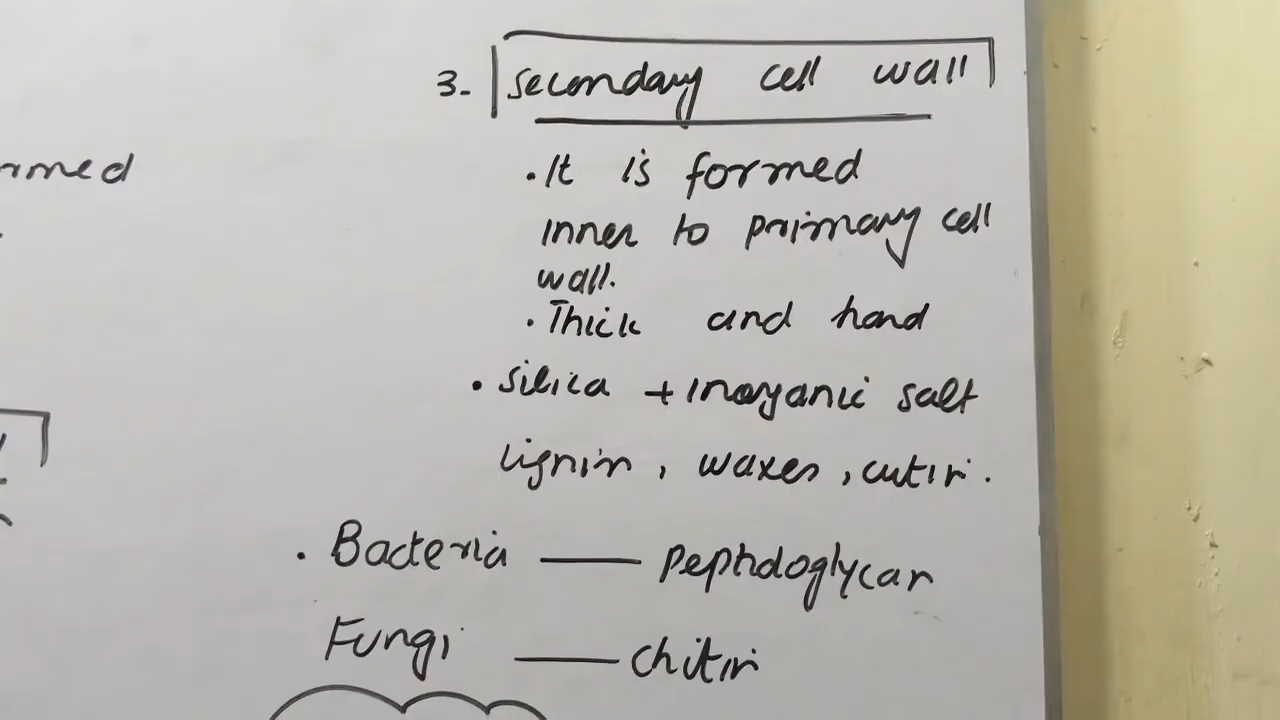 rmed
3. Secondary cell wall
. It is formed
inner to primary cell
wall.
. Thick and hard
. Silica + inorganic salt
lignin, waxes, cutin.
. Bacteria — Peptidoglycan
Fungi — chitin